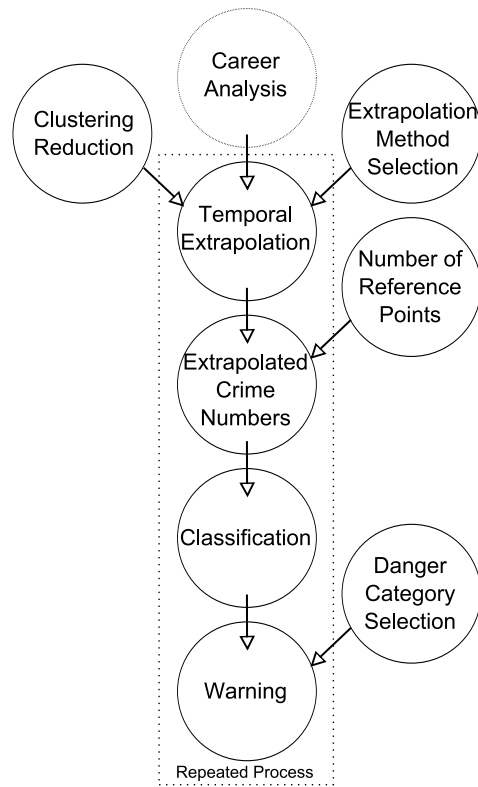 Career
Analysis
Clustering
Reduction
Extrapolation
Method
Selection
Temporal
Extrapolation
Number of
Reference
Points
Extrapolated
Crime
Numbers
Classification
Danger
Category
Selection
Warning
Repeated Process